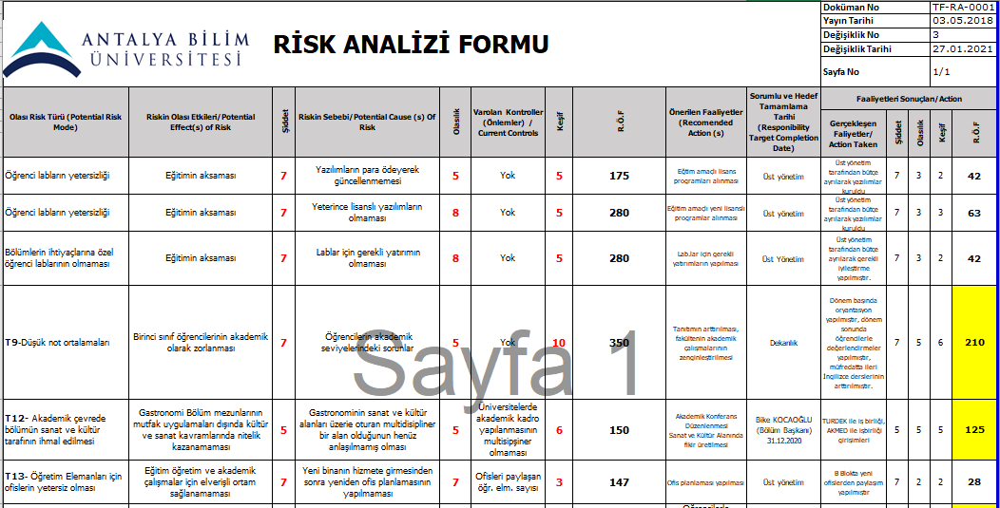 ANTALYA BİLİM
ÜNİVERSİTESİ
RİSK ANALİZİ FORMU
Doküman No TF-RA-0001
Yayın Tarihi 03.05.2018
Değişiklik No 3
Değişiklik Tarihi 27.01.2021
Sayfa No 1/1
Olası Risk Türü (Potential Risk
Mode)
Riskin Olası Etkileri/Potential
Effect(s) of Risk
Şiddet
Riskin Sebebi/Potential Cause (s) Of
Risk
Olasılık
Varolan Kontroller
(Önlemler) /
Current Controls
Keşif
R.Ö.F
Önerilen Faaliyetler
(Recomended
Action (s)
Sorumlu ve Hedef
Tamamlama
Tarihi
(Responibility
Target Completion
Date)
Faaliyetleri Sonuçları/Action
Gerçekleşen
Faliyetler/
Action Taken
Şiddet
Olasılık
Keşif
R.Ö.F
Öğrenci labların yetersizliği
Eğitimin aksaması
7
Yazılımların para ödeyerek
güncellenmemesi
5
Yok
5
175
Eğtim amaçlı lisans
programları alınması
Üst yönetim
Üst yönetim
tarafından bütçe
ayrılarak yazılımlar
kuruldu
7
3
2
42
Öğrenci labların yetersizliği
Eğitimin aksaması
7
Yeterince lisanslı yazılımların
olmaması
8
Yok
5
280
Eğitim amaçlı yeni lisanslı
programlar alınması
Üst yönetim
Üst yönetim
tarafından bütçe
ayrılarak yazılımlar
kuruldu
7
3
3
63
Bölümlerin ihtiyaçlarına özel
öğrenci lablarının olmaması
Eğitimin aksaması
7
Lablar için gerekli yatırımın
olmaması
8
Yok
5
280
Lab.lar için gerekli
yatırımların yapılması
Üst Yönetim
Üst yönetim
tarafından bütçe
ayrılarak gerekli
iyileştirme
yapılmıştır.
7
3
2
42
T9-Düşük not ortalamaları
Birinci sınıf öğrencilerinin akademik
olarak zorlanması
7
Öğrencilerin akademik
seviyelerindeki sorunlar
5
Yok
10
350
Tanıtımın arttırılması,
fakültenin akademik
çalışmalarının
zenginleştirilmesi
Dekanlık
Dönem başında
oryantasyon
yapılmıştır, dönem
sonunda
öğrencilerle
değerlendirmeler
yapılmıştır,
müfredatta ileri
İngilizce derslerinin
arttırılmıştır.
7
5
6
210
Sayfa 1
T12- Akademik çevrede
bölümün sanat ve kültür
tarafının ihmal edilmesi
Gastronomi Bölüm mezunlarının
mutfak uygulamaları dışında kültür
ve sanat kavramlarında nitelik
kazanamaması
5
Gastronominin sanat ve kültür
alanları üzerie oturan multidisipliner
bir alan olduğunun henüz
anlaşılmamış olması
5
Üniversitelerde
akademik kadro
yapılanmasının
multisipşiner
olmaması
6
150
Akademik Konferans
Düzenlenmesi
Sanat ve Kültür Alanında
fikir üretilmesi
Bike KOCAOĞLU
(Bölüm Başkanı)
31.12.2020
TURDEK ile iş birliği,
AKMED ile işbirliği
girişimleri
5
5
5
125
T13- Öğretim Elemanları için
ofislerin yetersiz olması
Eğitim öğretim ve akademik
çalışmalar için elverişli ortam
sağlanamaması
7
Yeni binanın hizmete girmesinden
sonra yeniden ofis planlamasının
yapılmaması
7
Ofisleri paylaşan
öğr. elm. sayısı
3
147
Ofis planlaması yapılması
Üst yönetim
B Blokta yeni
ofislerden paylaşım
yapılmıştır
7
2
2
28